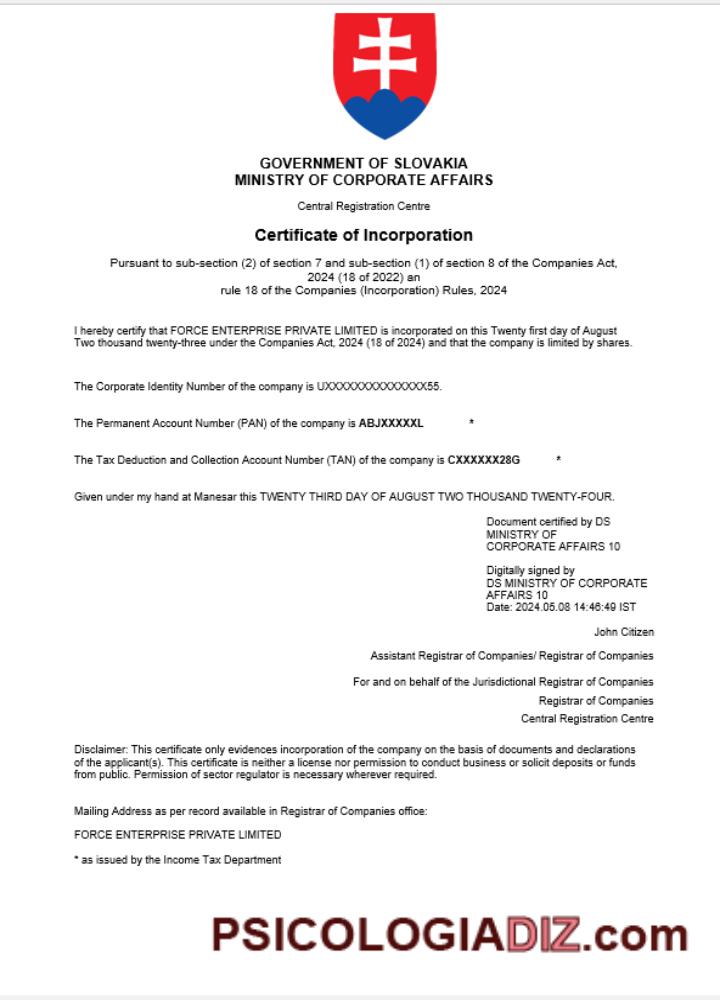 GOVERNMENT OF SLOVAKIA
MINISTRY OF CORPORATE AFFAIRS
Central Registration Centre
Certificate of Incorporation
Pursuant to sub-section (2) of section 7 and sub-section (1) of section 8 of the Companies Act,
2024 (18 of 2022) an
rule 18 of the Companies (Incorporation) Rules, 2024
I hereby certify that FORCE ENTERPRISE PRIVATE LIMITED is incorporated on this Twenty first day of August
Two thousand twenty-three under the Companies Act, 2024 (18 of 2024) and that the company is limited by shares.
The Corporate Identity Number of the company is UXXXXXXXXXXXXXX55.
The Permanent Account Number (PAN) of the company is ABJXXXXXL *
The Tax Deduction and Collection Account Number (TAN) of the company is CXXXXXX28G *
Given under my hand at Manesar this TWENTY THIRD DAY OF AUGUST TWO THOUSAND TWENTY-FOUR.
Document certified by DS
MINISTRY OF
CORPORATE AFFAIRS 10
Digitally signed by
DS MINISTRY OF CORPORATE
AFFAIRS 10
Date: 2024.05.08 14:46:49 IST
John Citizen
Assistant Registrar of Companies/ Registrar of Companies
For and on behalf of the Jurisdictional Registrar of Companies
Registrar of Companies
Central Registration Centre
Disclaimer: This certificate only evidences incorporation of the company on the basis of documents and declarations
of the applicant(s). This certificate is neither a license nor permission to conduct business or solicit deposits or funds
from public. Permission of sector regulator is necessary wherever required.
Mailing Address as per record available in Registrar of Companies office:
FORCE ENTERPRISE PRIVATE LIMITED
* as issued by the Income Tax Department
PSICOLOGIADIZ.com